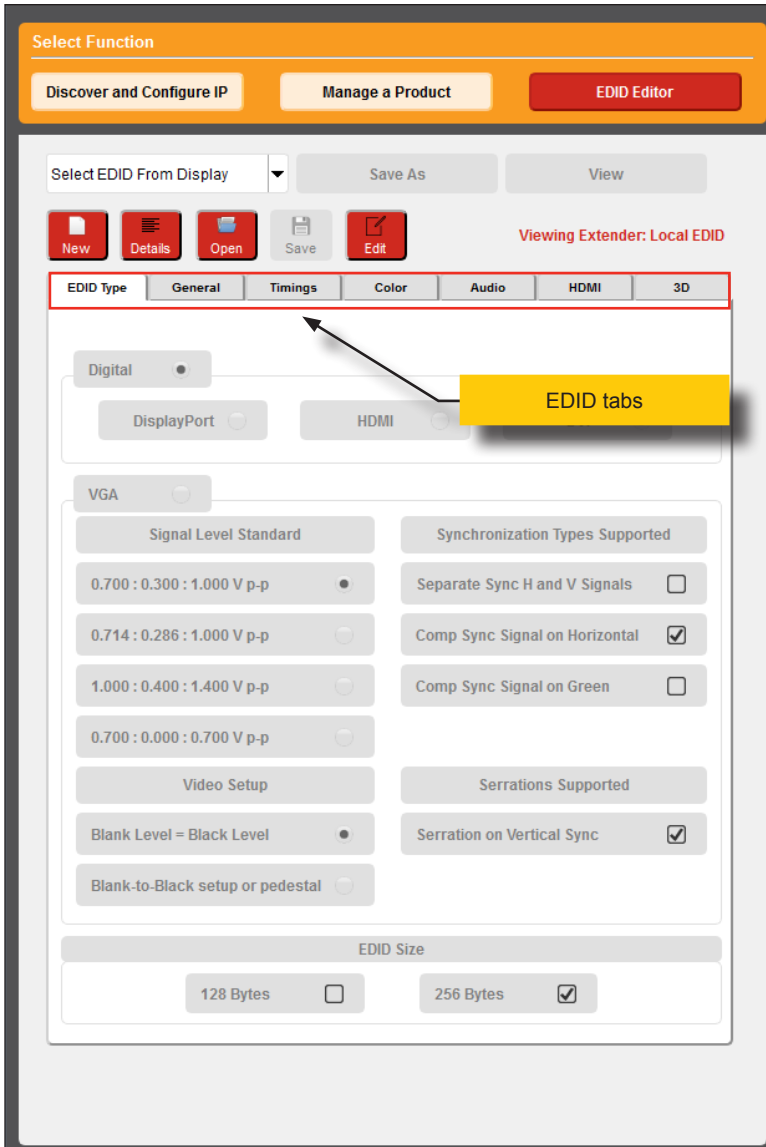 Select Function
Discover and Configure IP Manage a Product EDID Editor
Select EDID From Display Save As View
New Details Open Save Edit Viewing Extender: Local EDID
EDID Type General Timings Color Audio HDMI 3D
Digital
EDID tabs
DisplayPort HDMI
VGA
Signal Level Standard Synchronization Types Supported
0.700 : 0.300 : 1.000 V p-p Separate Sync H and V Signals
0.714 : 0.286 : 1.000 V p-p Comp Sync Signal on Horizontal
1.000 : 0.400 : 1.400 V p-p Comp Sync Signal on Green
0.700 : 0.000 : 0.700 V p-p
Video Setup Serrations Supported
Blank Level = Black Level Serration on Vertical Sync
Blank-to-Black setup or pedestal
EDID Size
128 Bytes 256 Bytes